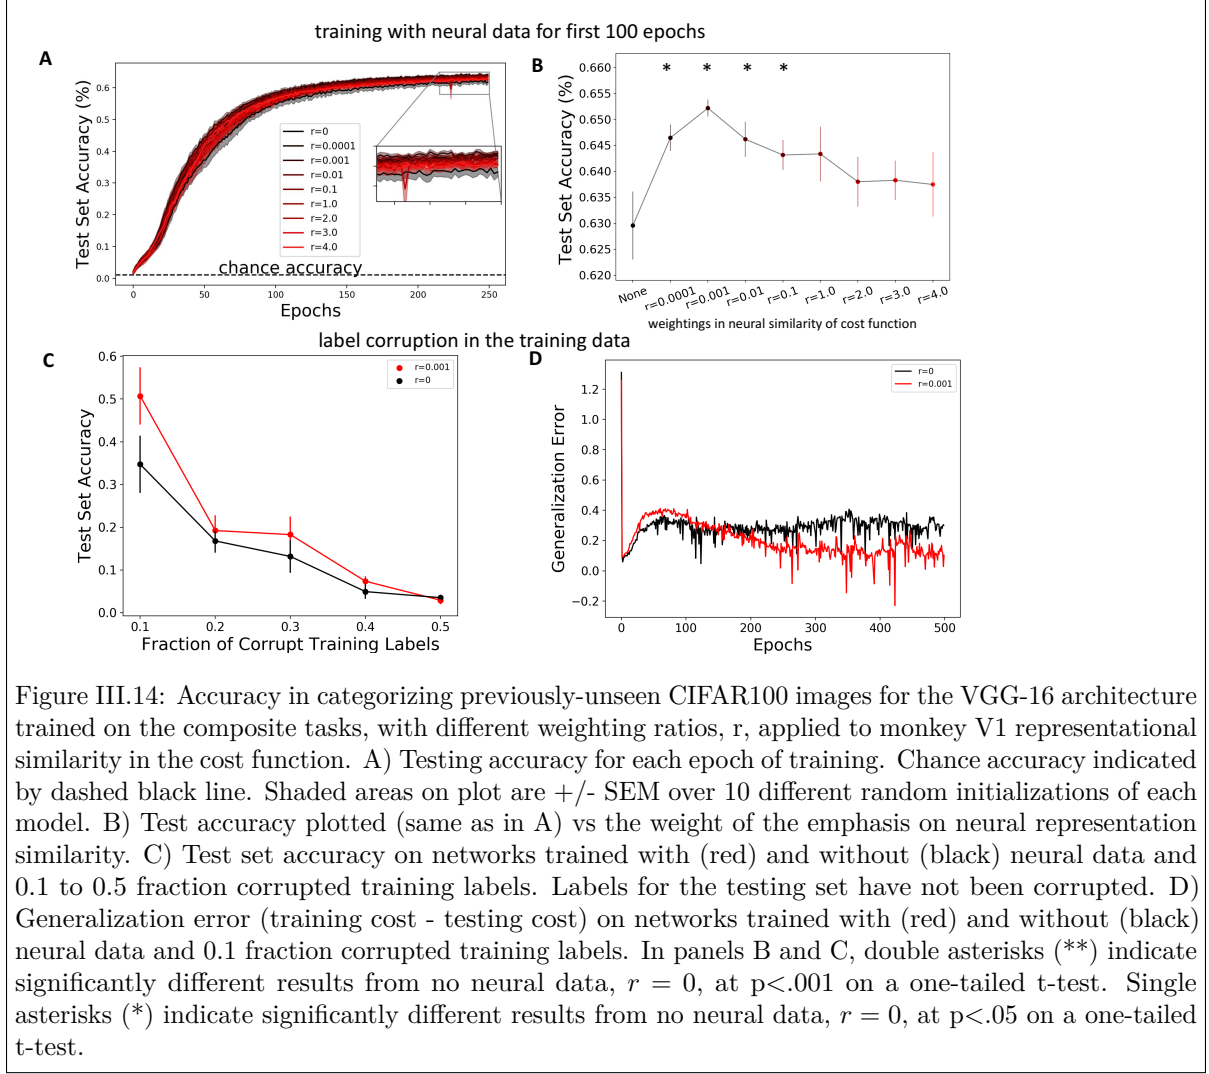 training with neural data for first 100 epochs
A
Test Set Accuracy (%)
0.6
0.5
0.4
0.3
0.2
0.1
0.0
r=0
r=0.0001
r=0.001
r=0.01
r=0.1
r=1.0
r=2.0
r=3.0
r=4.0
chance accuracy
0 50 100 150 200 250
Epochs
B
Test Set Accuracy (%)
0.660
0.655
0.650
0.645
0.640
0.635
0.630
0.625
0.620
* * * *
None r=0.0001 r=0.001 r=0.01 r=0.1 r=1.0 r=2.0 r=3.0 r=4.0
weightings in neural similarity of cost function
label corruption in the training data
C
Test Set Accuracy
0.6
0.5
0.4
0.3
0.2
0.1
0.0
r=0.001
r=0
0.1 0.2 0.3 0.4 0.5
Fraction of Corrupt Training Labels
D
Generalization Error
1.2
1.0
0.8
0.6
0.4
0.2
0.0
−0.2
r=0
r=0.001
0 100 200 300 400 500
Epochs
Figure III.14: Accuracy in categorizing previously-unseen CIFAR100 images for the VGG-16 architecture
trained on the composite tasks, with different weighting ratios, r, applied to monkey V1 representational
similarity in the cost function. A) Testing accuracy for each epoch of training. Chance accuracy indicated
by dashed black line. Shaded areas on plot are +/- SEM over 10 different random initializations of each
model. B) Test accuracy plotted (same as in A) vs the weight of the emphasis on neural representation
similarity. C) Test set accuracy on networks trained with (red) and without (black) neural data and
0.1 to 0.5 fraction corrupted training labels. Labels for the testing set have not been corrupted. D)
Generalization error (training cost - testing cost) on networks trained with (red) and without (black)
neural data and 0.1 fraction corrupted training labels. In panels B and C, double asterisks (**) indicate
significantly different results from no neural data, r = 0, at p<.001 on a one-tailed t-test. Single
asterisks (*) indicate significantly different results from no neural data, r = 0, at p<.05 on a one-tailed
t-test.